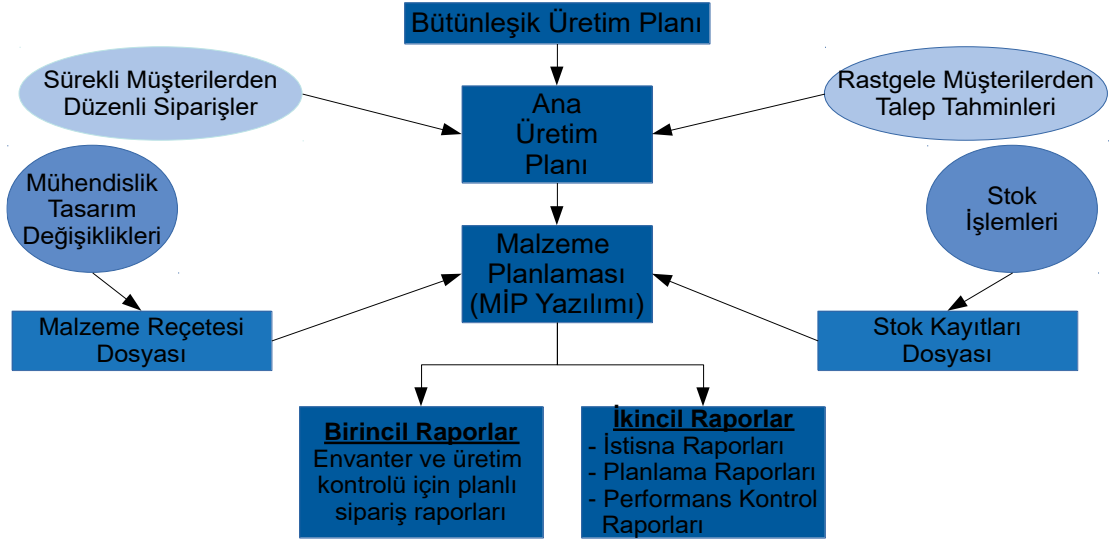 Bütünleşik Üretim Planı
Sürekli Müşterilerden
Düzenli Siparişler
Ana
Üretim
Planı
Rastgele Müşterilerden
Talep Tahminleri
Mühendislik
Tasarım
Değişiklikleri
Malzeme
Planlaması
(MİP Yazılımı)
Stok
İşlemleri
Malzeme Reçetesi
Dosyası
Stok Kayıtları
Dosyası
Birincil Raporlar
Envanter ve üretim
kontrolü için planlı
sipariş raporları
İkincil Raporlar
- İstisna Raporları
- Planlama Raporları
- Performans Kontrol
Raporları